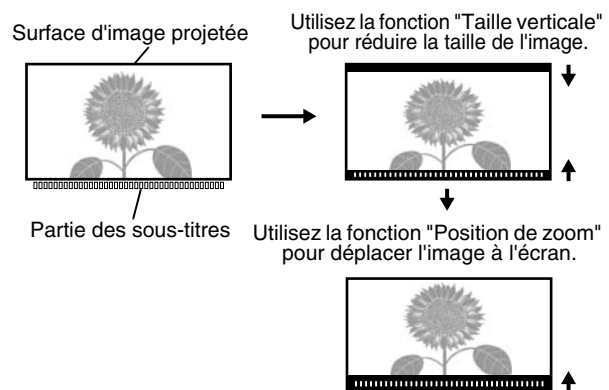 Surface d'image projetée
Utilisez la fonction "Taille verticale"
pour réduire la taille de l'image.
Partie des sous-titres
Utilisez la fonction "Position de zoom"
pour déplacer l'image à l'écran.